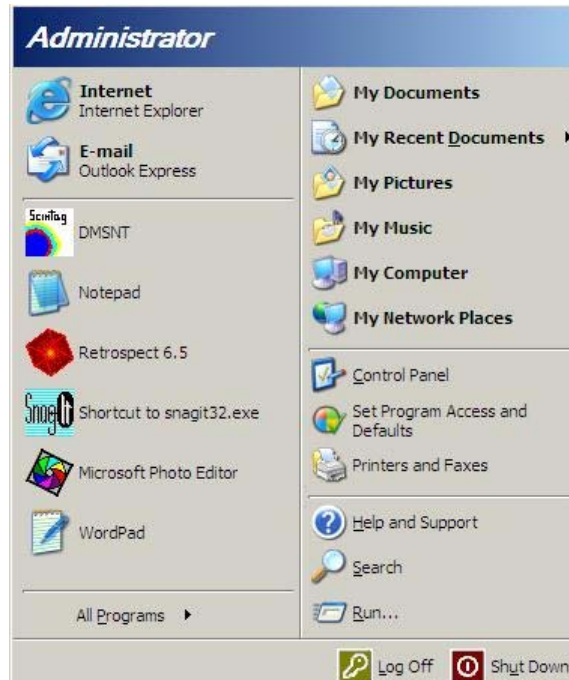 Administrator
Internet
Internet Explorer
E-mail
Outlook Express
Scintag
DMSNT
Notepad
Retrospect 6.5
SnagIt
Shortcut to snagit32.exe
Microsoft Photo Editor
WordPad
All Programs
My Documents
My Recent Documents
My Pictures
My Music
My Computer
My Network Places
Control Panel
Set Program Access and
Defaults
Printers and Faxes
Help and Support
Search
Run...
Log Off
Shut Down